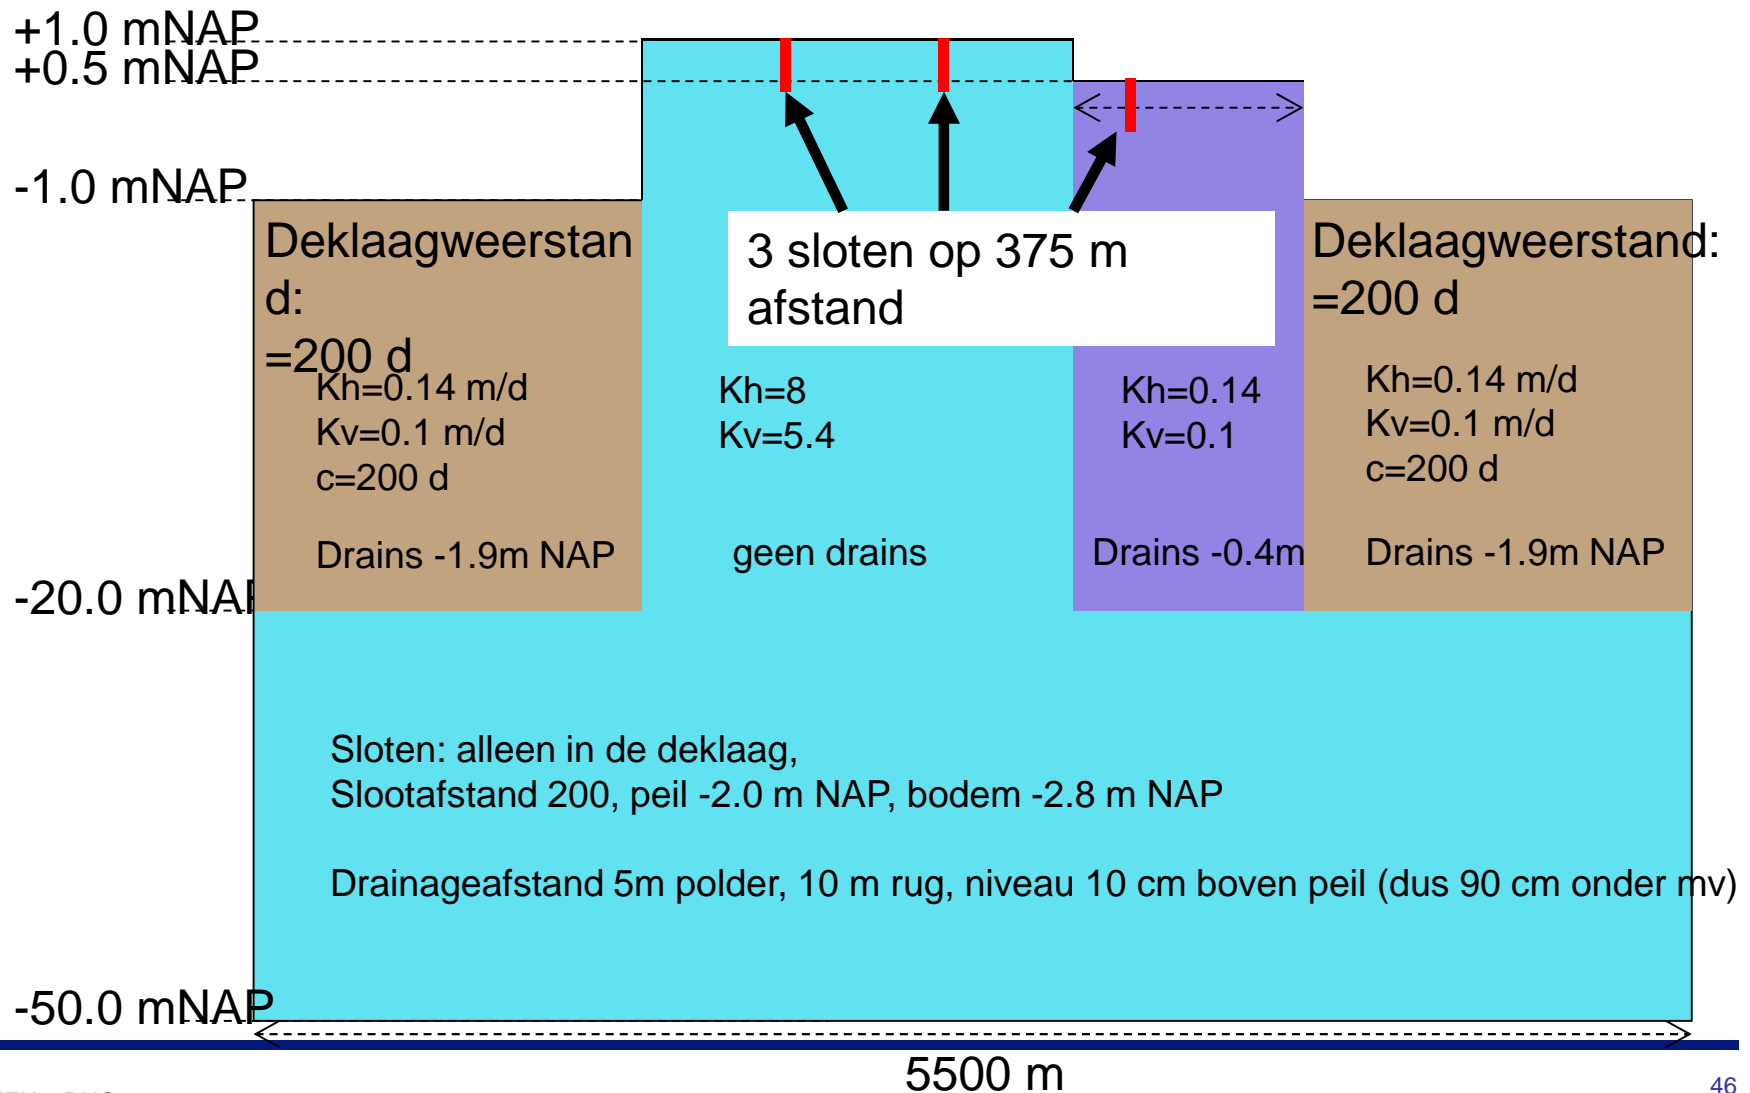 +1.0 mNAP
+0.5 mNAP
-1.0 mNAP
Deklaagweerstan
d:
=200 d
Kh=0.14 m/d
Kv=0.1 m/d
c=200 d
Drains -1.9m NAP
3 sloten op 375 m
afstand
Kh=8
Kv=5.4
geen drains
Kh=0.14
Kv=0.1
Drains -0.4m
Deklaagweerstand:
=200 d
Kh=0.14 m/d
Kv=0.1 m/d
c=200 d
Drains -1.9m NAP
-20.0 mNAP
Sloten: alleen in de deklaag,
Slootafstand 200, peil -2.0 m NAP, bodem -2.8 m NAP
Drainageafstand 5m polder, 10 m rug, niveau 10 cm boven peil (dus 90 cm onder mv)
-50.0 mNAP
5500 m
46